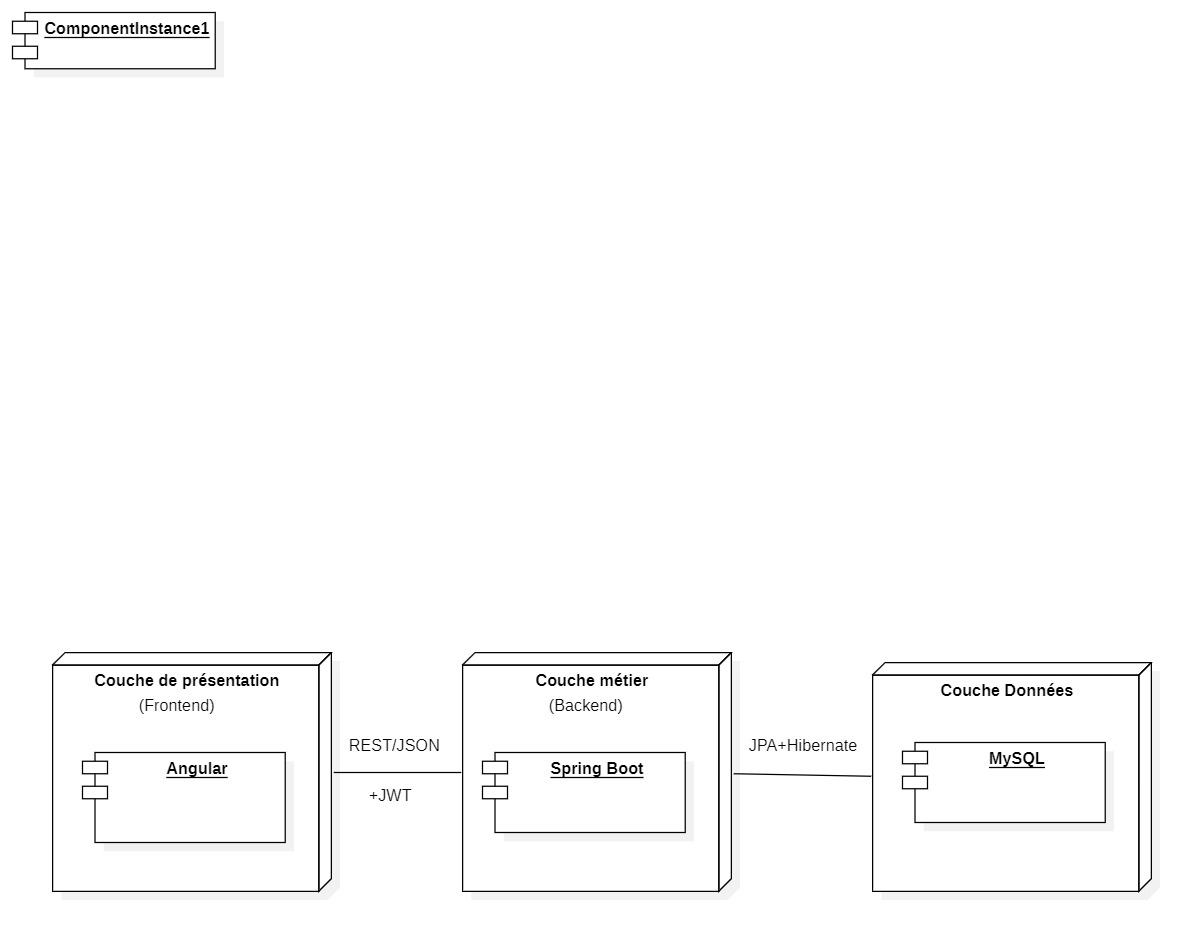 ComponentInstance1
Couche de présentation
(Frontend)
Angular
REST/JSON
+JWT
Couche métier
(Backend)
Spring Boot
JPA+Hibernate
Couche Données
MySQL